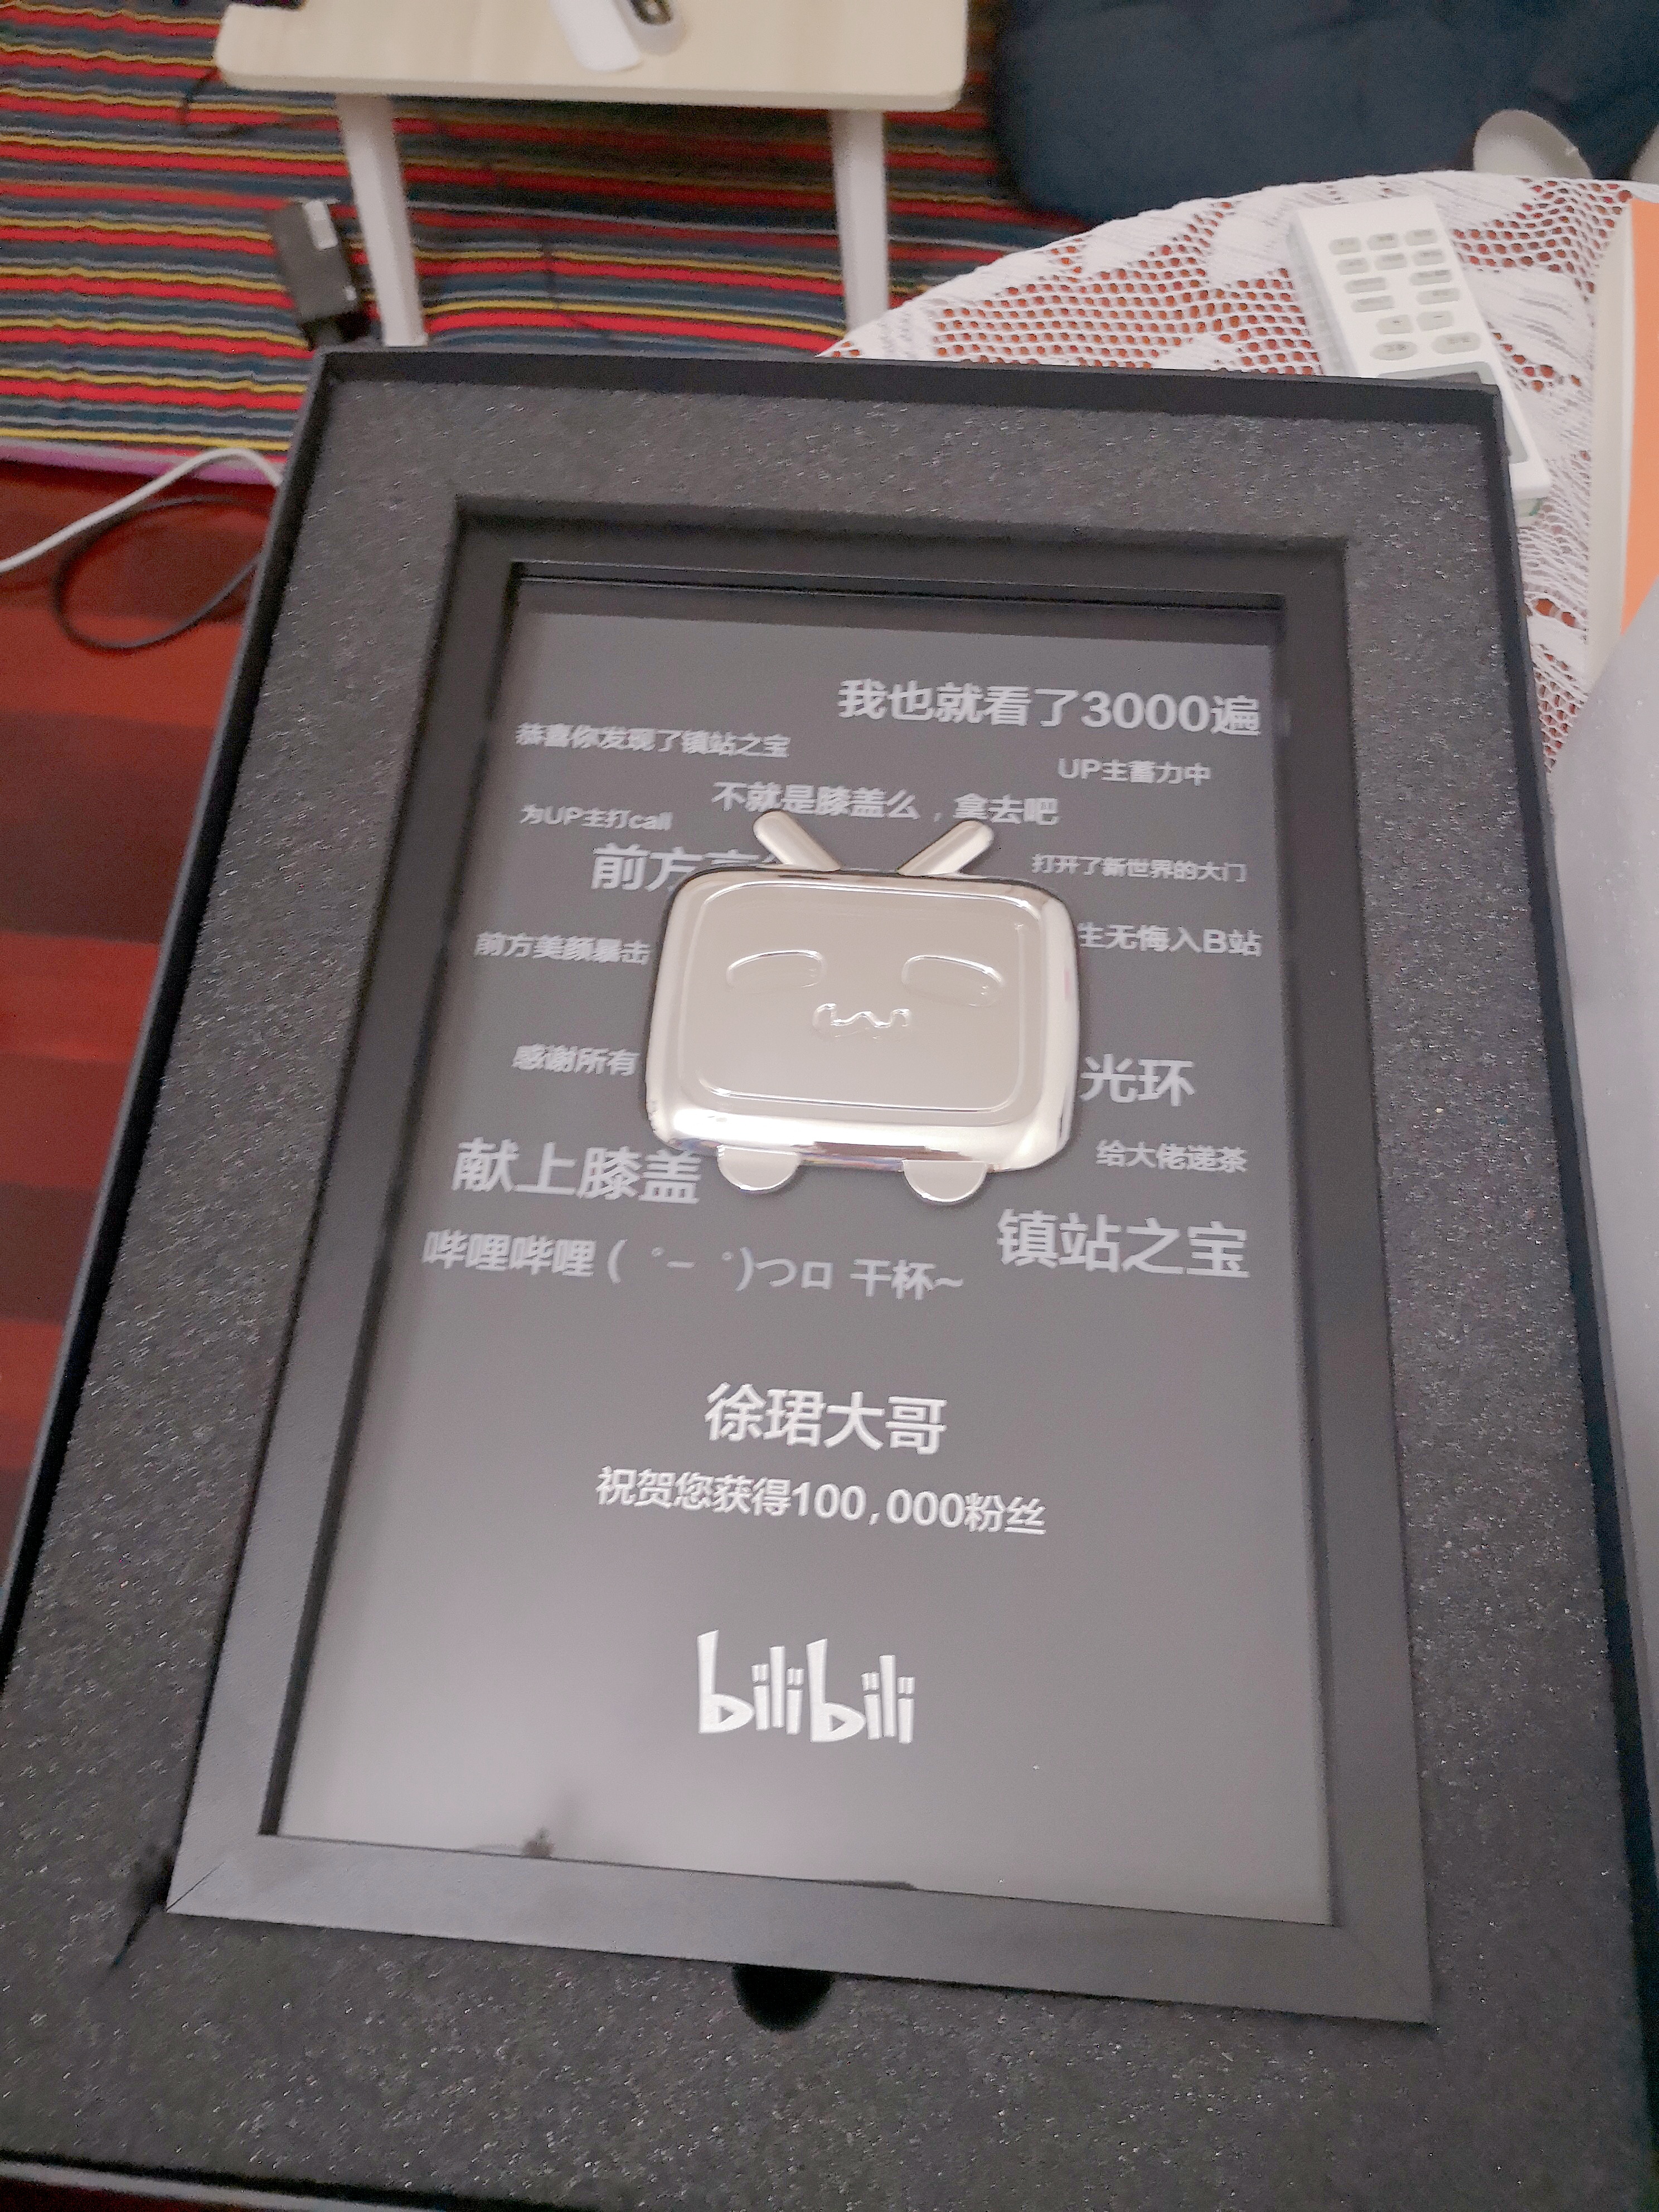 我也就看了3000遍
恭喜你发现了镇站之宝
UP主蓄力中
不就是膝盖么，拿去吧
为UP主打call
前方高
打开了新世界的大门
前方美颜暴击
生无悔入B站
感谢所有
光环
给大佬递茶
献上膝盖
镇站之宝
哔哩哔哩 (゜-゜)つロ 干杯~
徐珺大哥
祝贺您获得100,000粉丝
bilibili